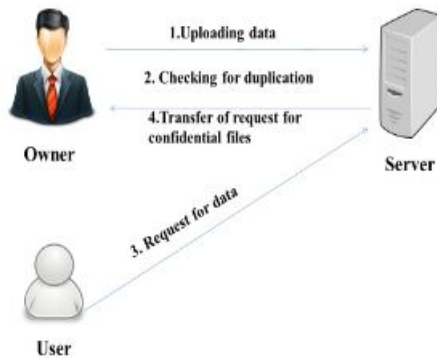 1.Uploading data
2. Checking for duplication
4.Transfer of request for
confidential files
Owner
Server
3. Request for data
User